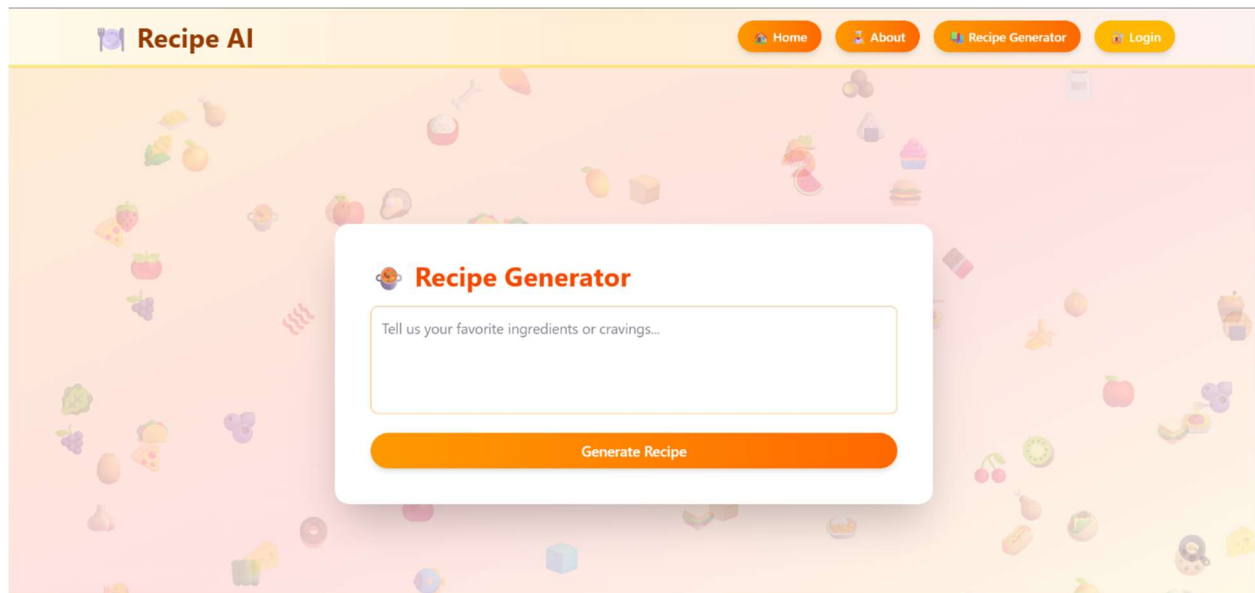 Recipe AI
Home
About
Recipe Generator
Login
Recipe Generator
Tell us your favorite ingredients or cravings...
Generate Recipe